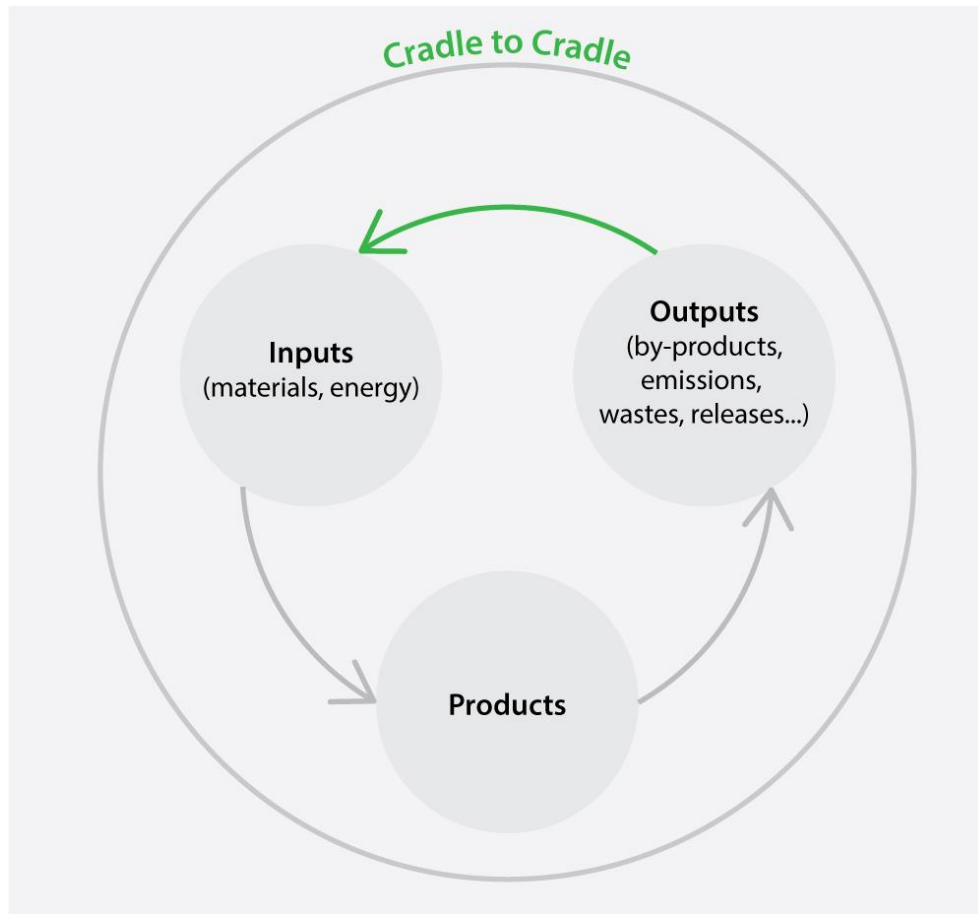 Cradle to Cradle
Inputs
(materials, energy)
Outputs
(by-products,
emissions,
wastes, releases...)
Products